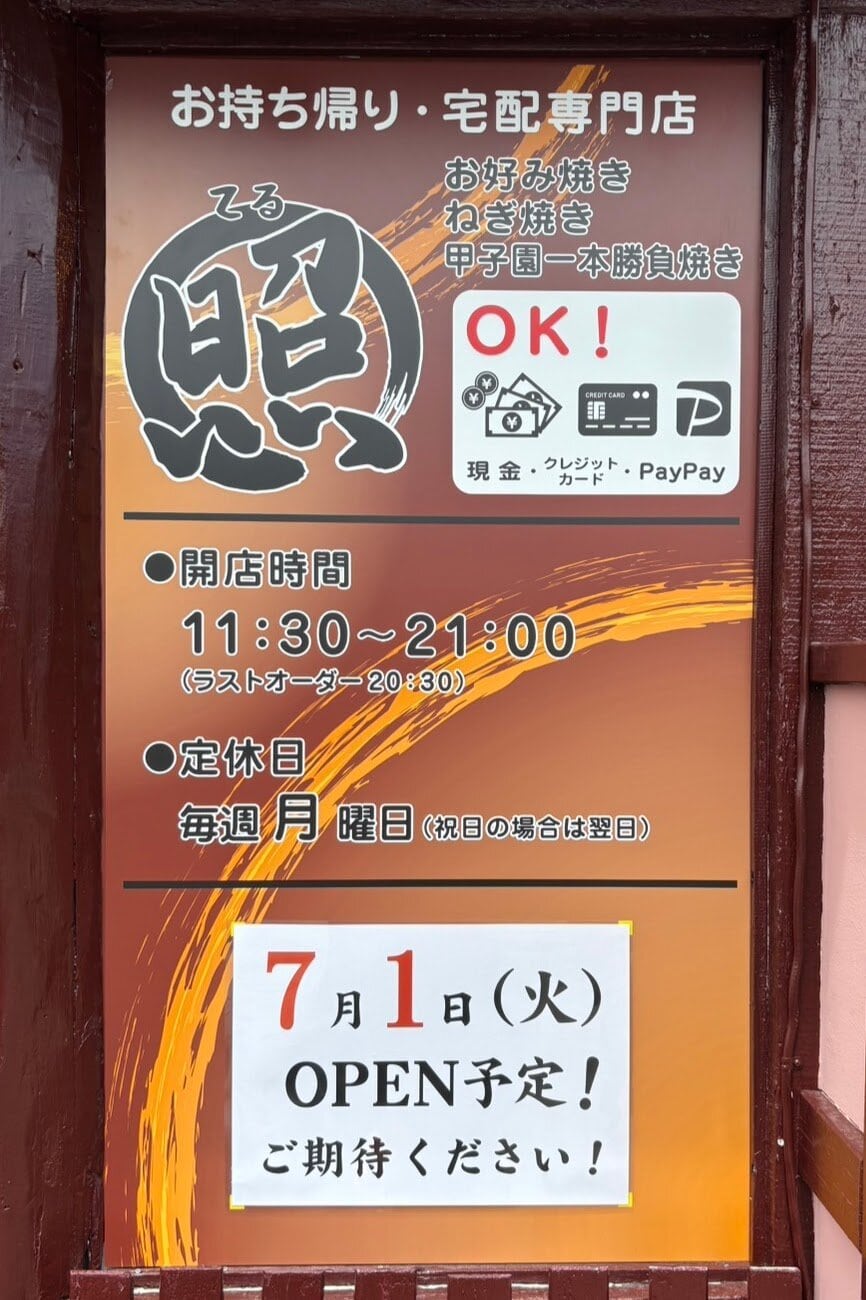 お持ち帰り・宅配専門店
てる
照
お好み焼き
ねぎ焼き
甲子園一本勝負焼き
OK!
CREDIT CARD
現金・クレジットカード・PayPay
●開店時間
11:30〜21:00
(ラストオーダー20:30)
●定休日
毎週月曜日(祝日の場合は翌日)
7月1日(火)
OPEN予定!
ご期待ください!